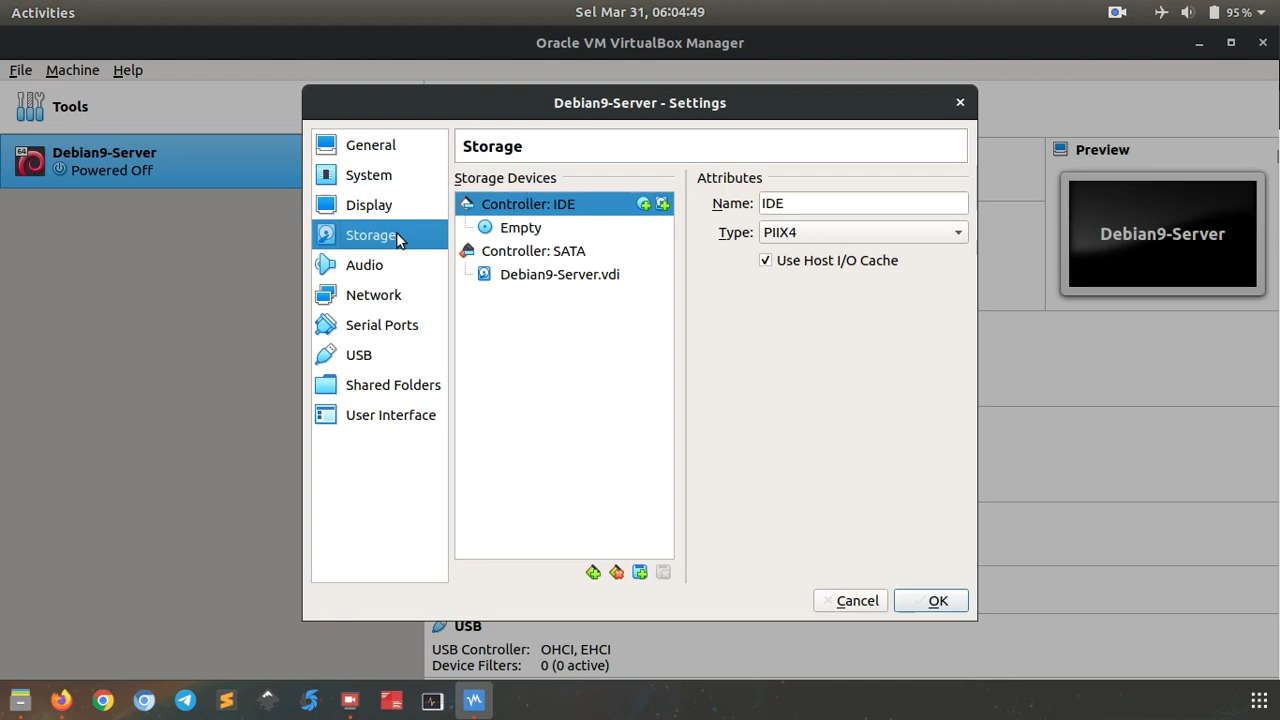 Activities
Sel Mar 31, 06:04:49
95 %
Oracle VM VirtualBox Manager
File Machine Help
Tools
64
Debian9-Server
Powered Off
Debian9-Server - Settings
General
System
Display
Storage
Audio
Network
Serial Ports
USB
Shared Folders
User Interface
Storage
Storage Devices
Controller: IDE
Empty
Controller: SATA
Debian9-Server.vdi
Attributes
Name: IDE
Type: PIIX4
Use Host I/O Cache
Cancel
OK
Preview
Debian9-Server
USB
USB Controller: OHCI, EHCI
Device Filters: 0 (0 active)